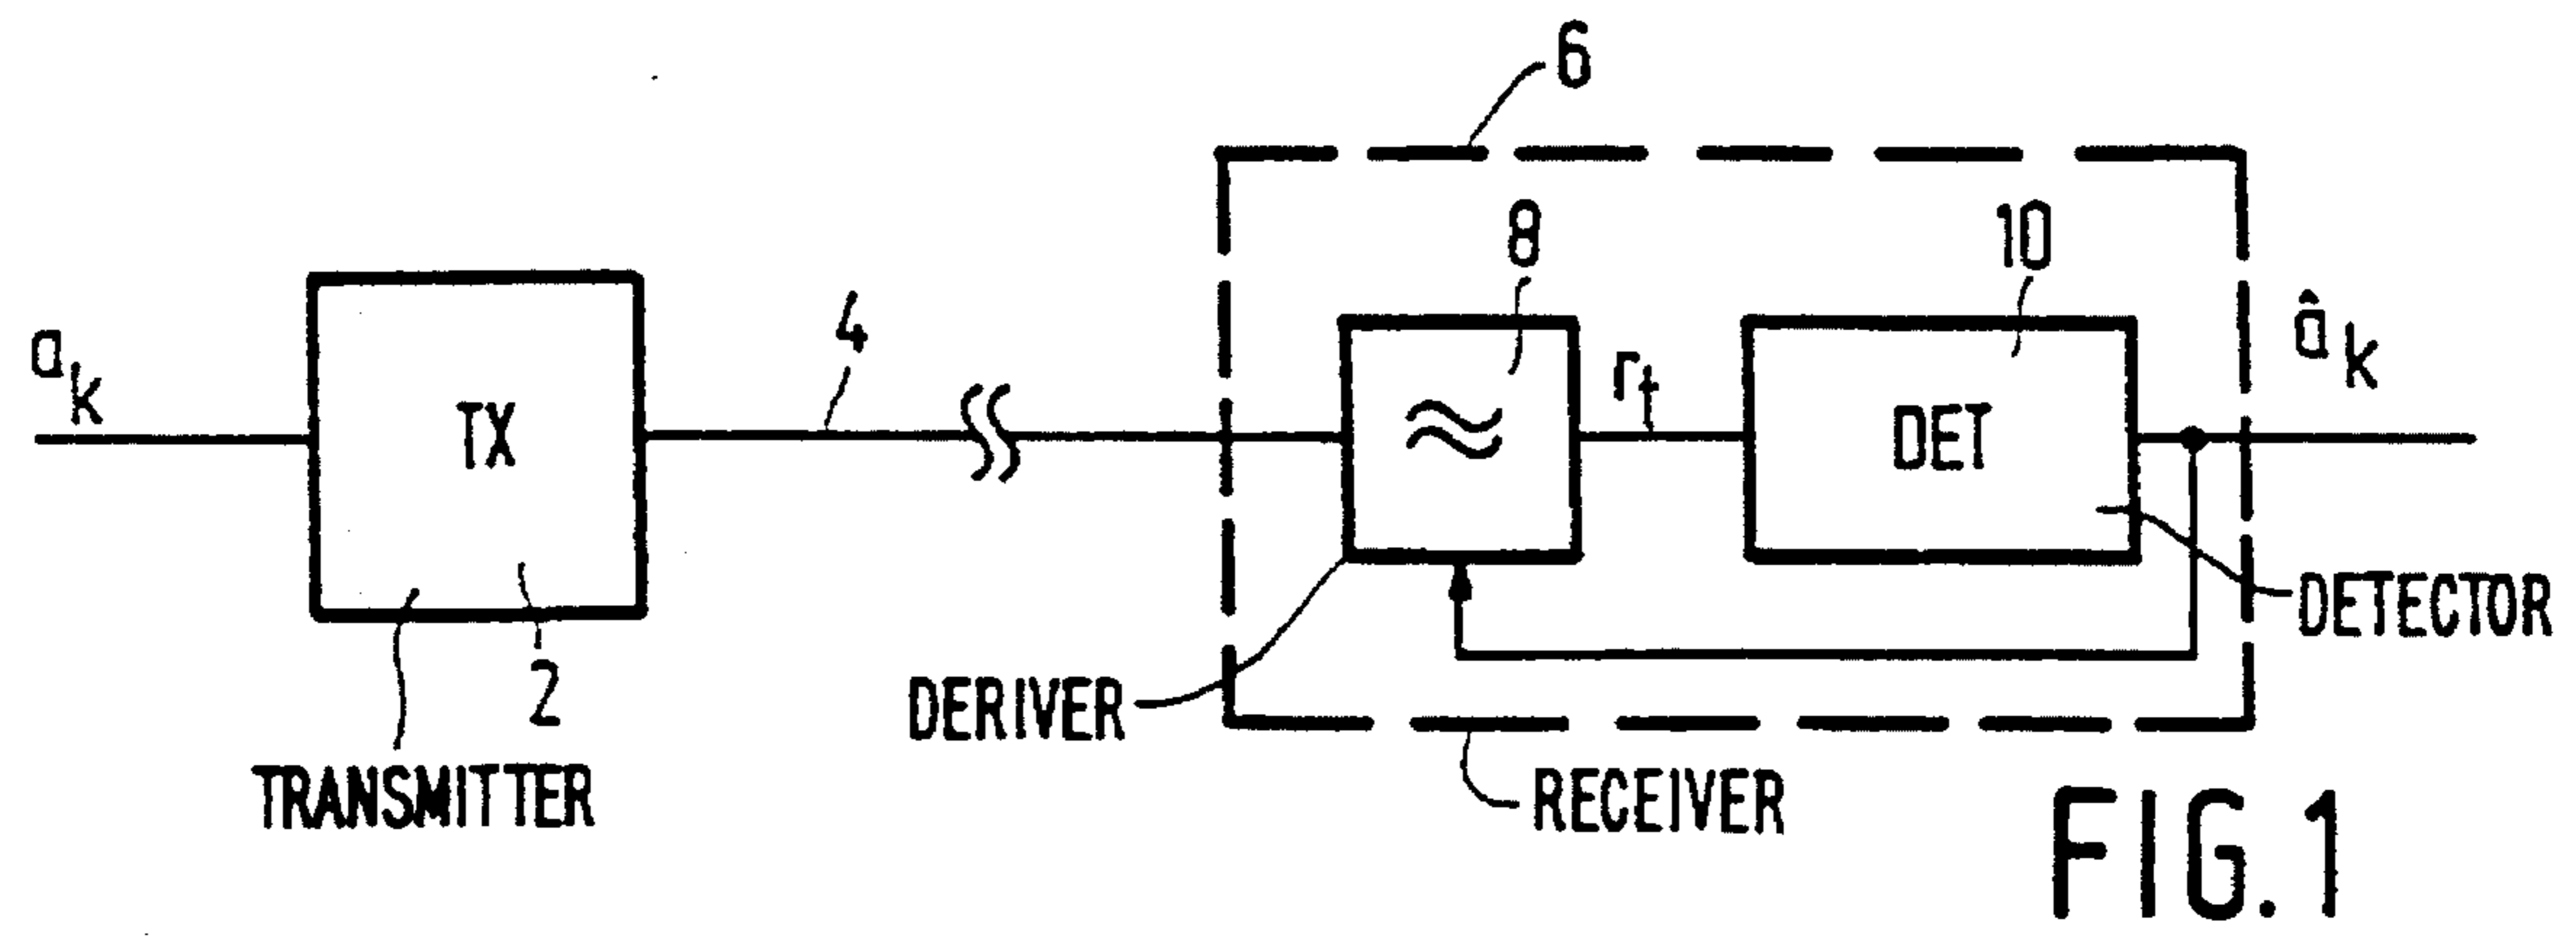 6
8
10
4
a_k
â_k
TX
≈
r_t
DET
2
DETECTOR
DERIVER
TRANSMITTER
RECEIVER
FIG.1